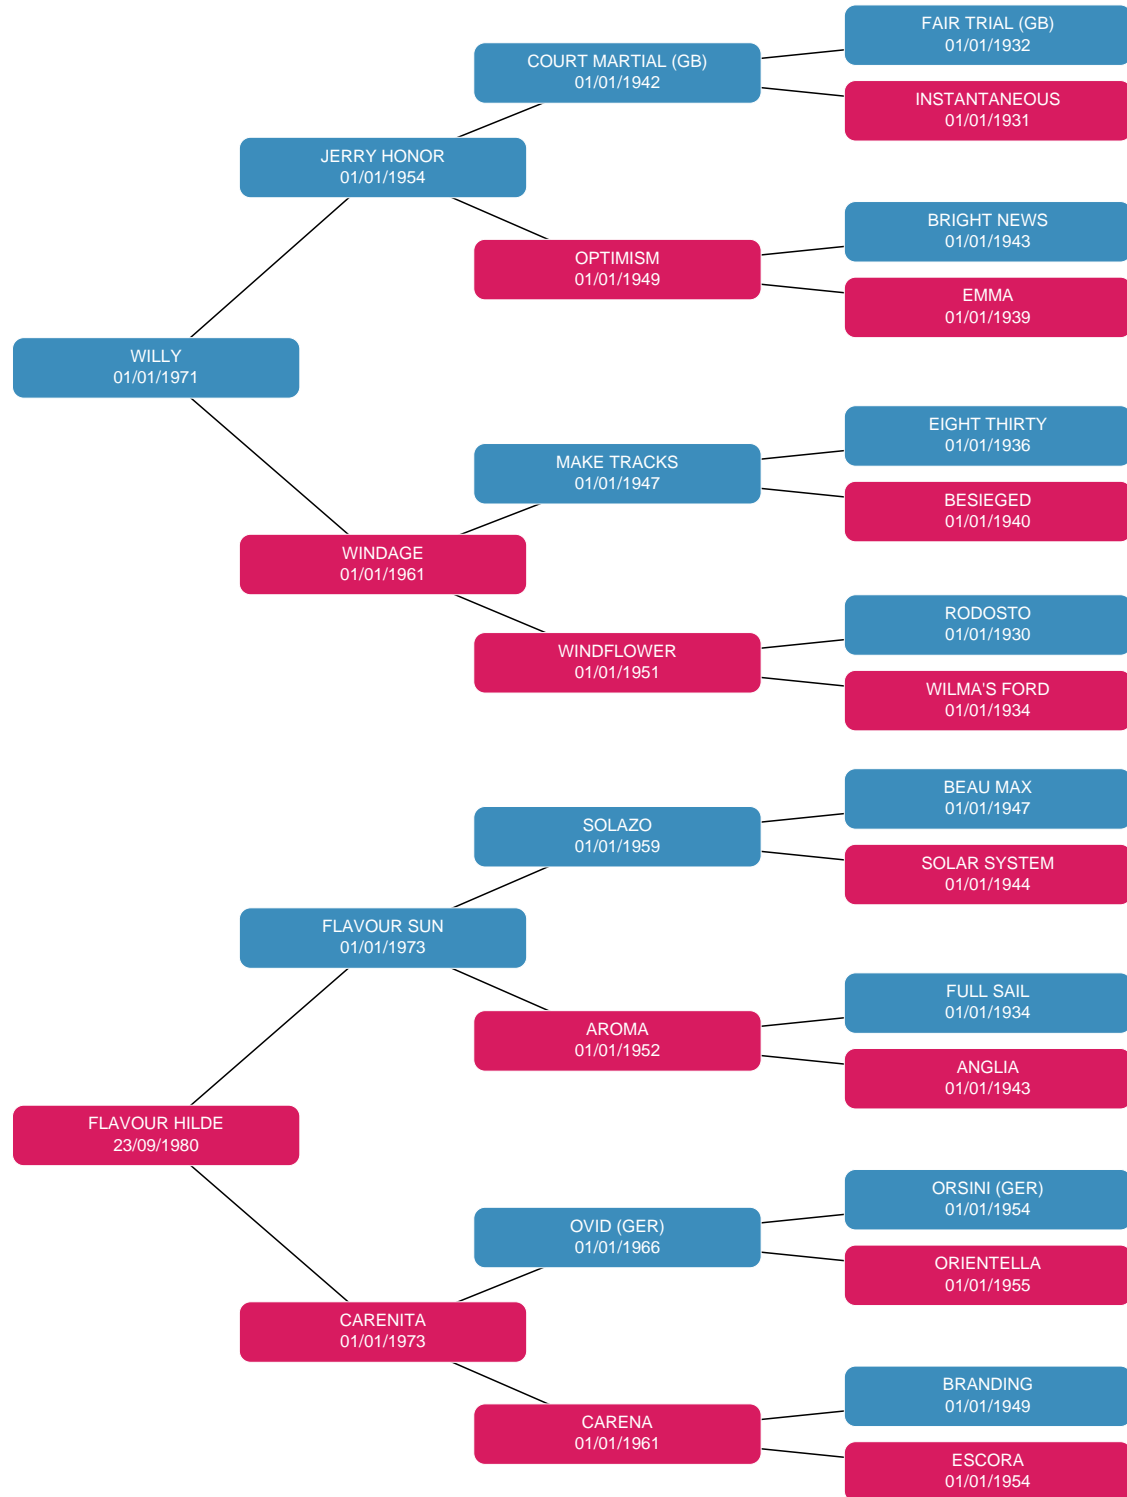 FAIR TRIAL (GB)
01/01/1932
COURT MARTIAL (GB)
01/01/1942
INSTANTANEOUS
01/01/1931
JERRY HONOR
01/01/1954
BRIGHT NEWS
01/01/1943
OPTIMISM
01/01/1949
EMMA
01/01/1939
WILLY
01/01/1971
EIGHT THIRTY
01/01/1936
MAKE TRACKS
01/01/1947
BESIEGED
01/01/1940
WINDAGE
01/01/1961
RODOSTO
01/01/1930
WINDFLOWER
01/01/1951
WILMA'S FORD
01/01/1934
BEAU MAX
01/01/1947
SOLAZO
01/01/1959
SOLAR SYSTEM
01/01/1944
FLAVOUR SUN
01/01/1973
FULL SAIL
01/01/1934
AROMA
01/01/1952
ANGLIA
01/01/1943
FLAVOUR HILDE
23/09/1980
ORSINI (GER)
01/01/1954
OVID (GER)
01/01/1966
ORIENTELLA
01/01/1955
CARENITA
01/01/1973
BRANDING
01/01/1949
CARENA
01/01/1961
ESCORA
01/01/1954